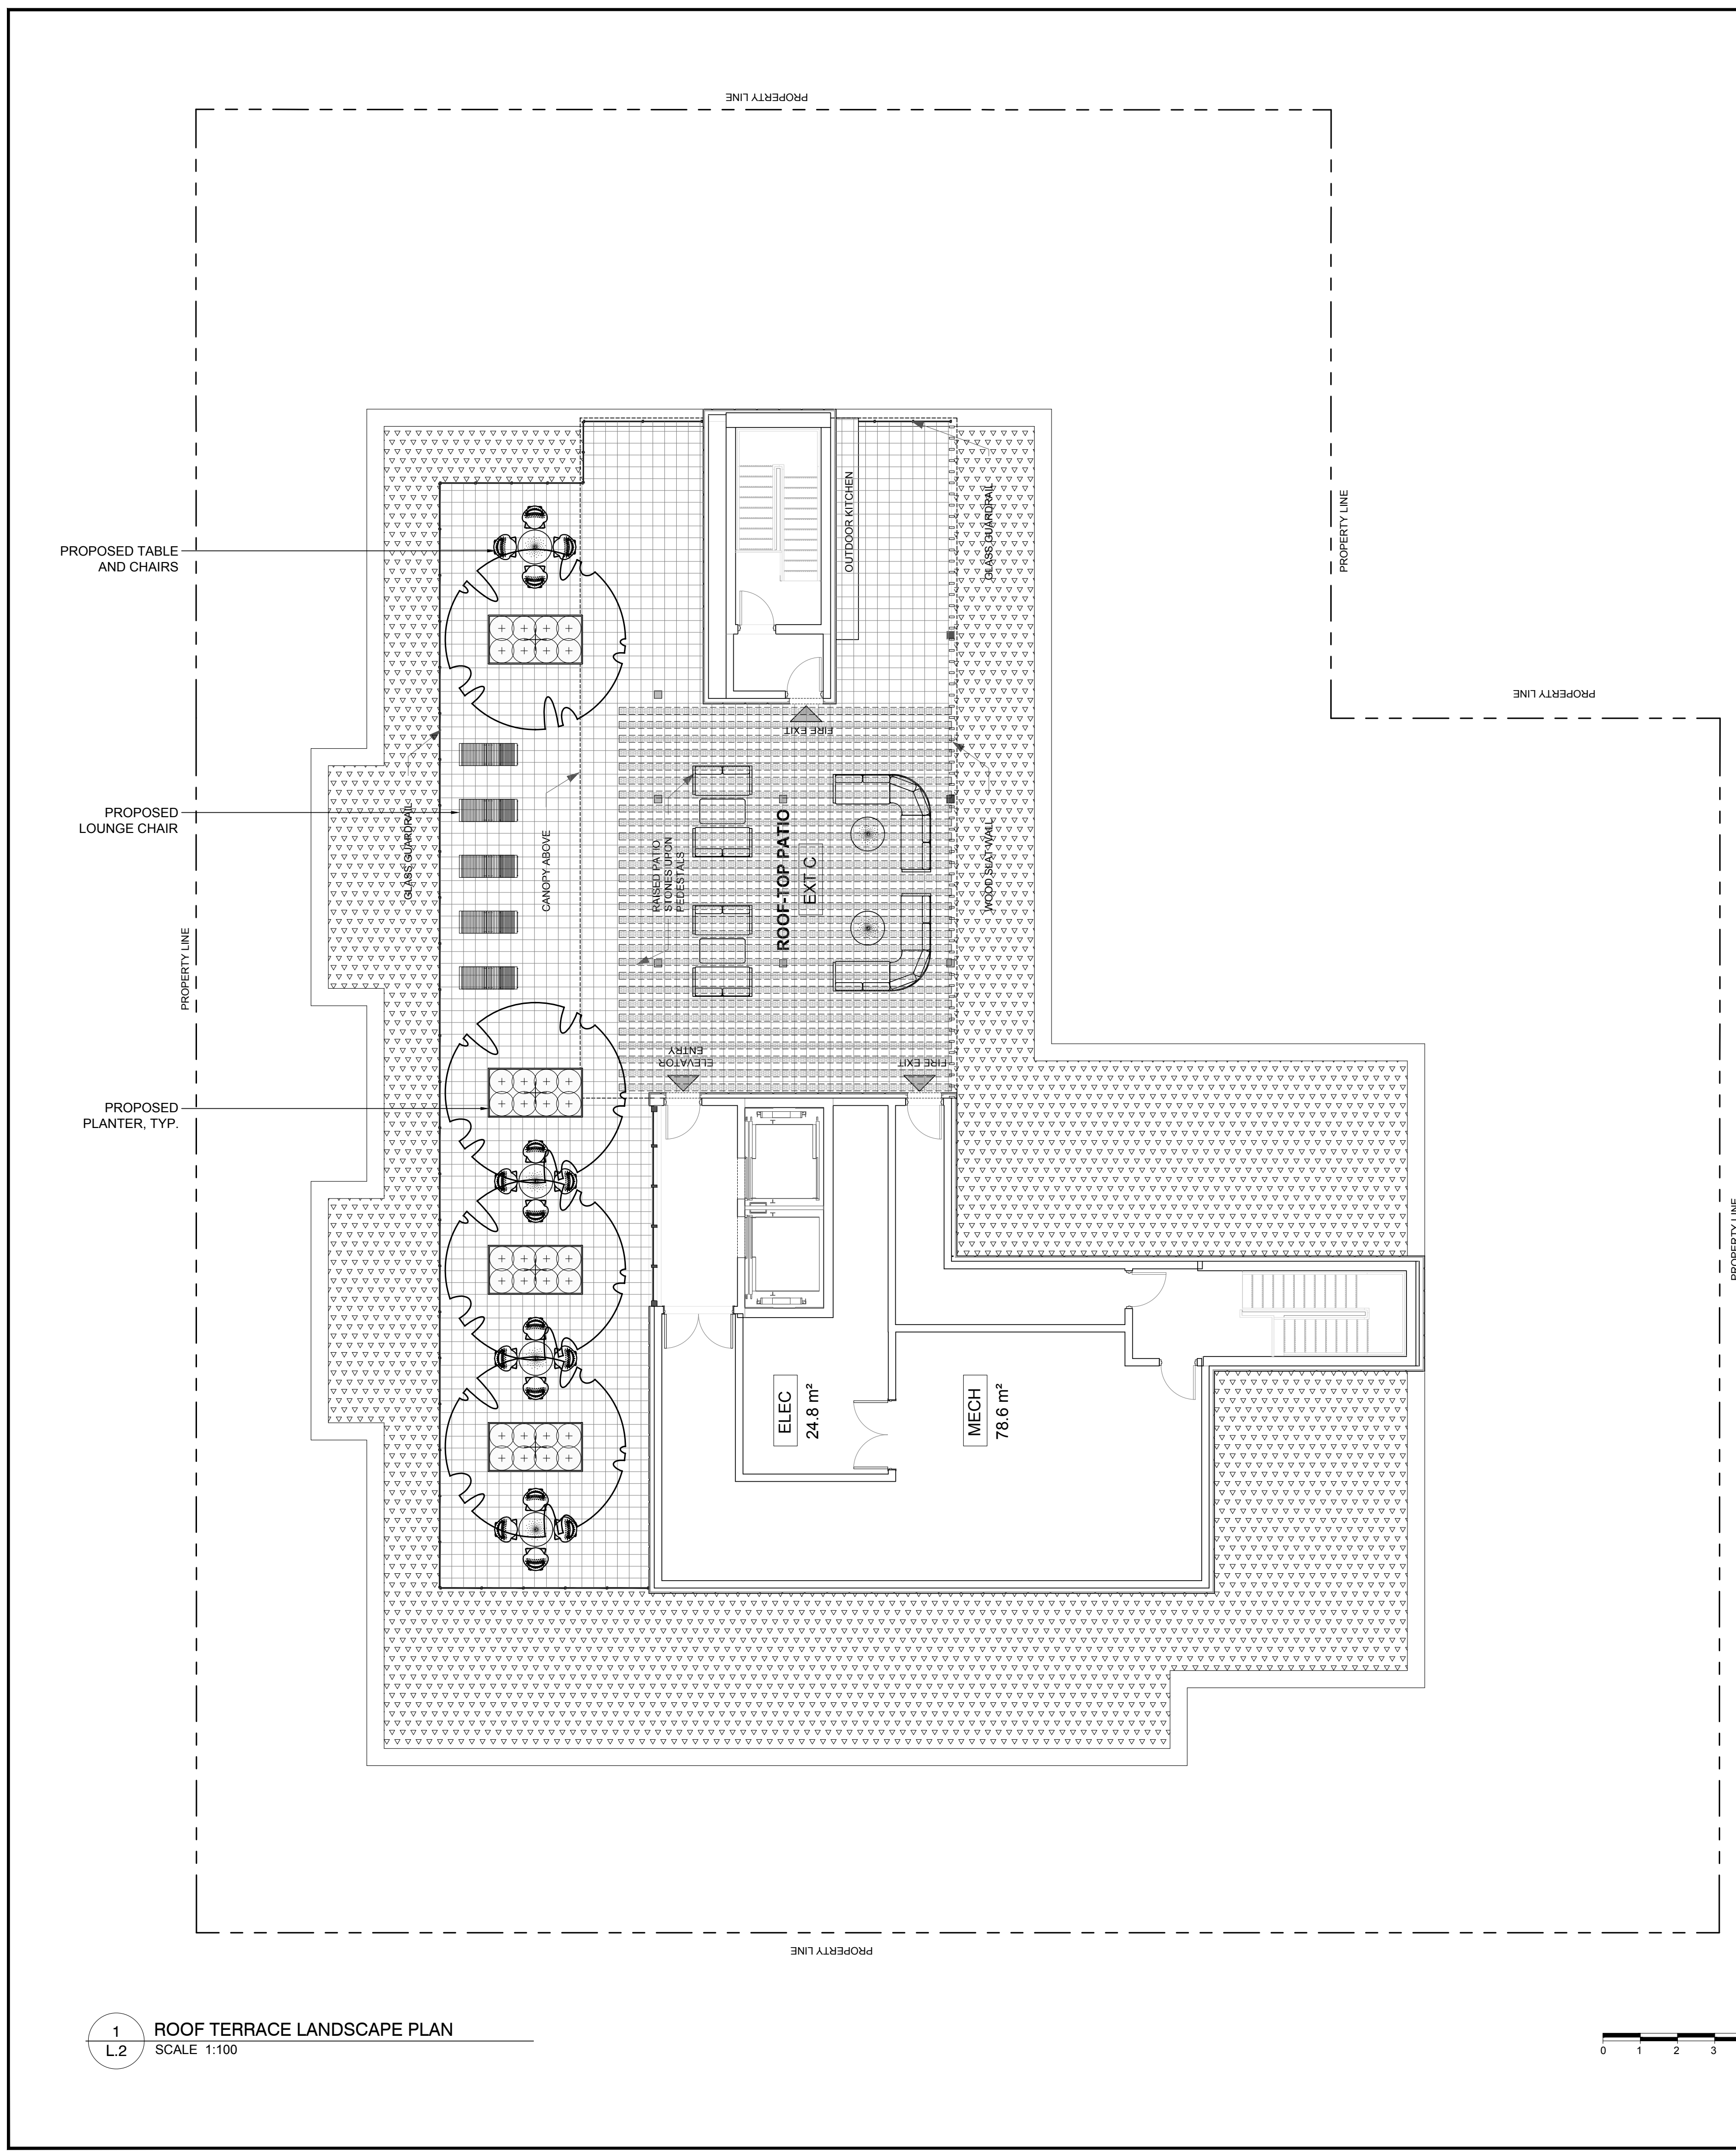 PROPERTY LINE
PROPERTY LINE
PROPERTY LINE
OUTDOOR KITCHEN
GLASS GUARDRAIL
PROPOSED TABLE
AND CHAIRS
FIRE EXIT
PROPOSED
LOUNGE CHAIR
GLASS GUARDRAIL
CANOPY ABOVE
RAISED PATIO
STONES UPON
PEDESTALS
ROOF-TOP PATIO
EXT C
WOOD SLAT WALL
PROPERTY LINE
ELEVATOR
ENTRY
FIRE EXIT
PROPOSED
PLANTER, TYP.
PROPERTY LINE
ELEC
24.8 m²
MECH
78.6 m²
PROPERTY LINE
1
L.2
ROOF TERRACE LANDSCAPE PLAN
SCALE 1:100
0 1 2 3